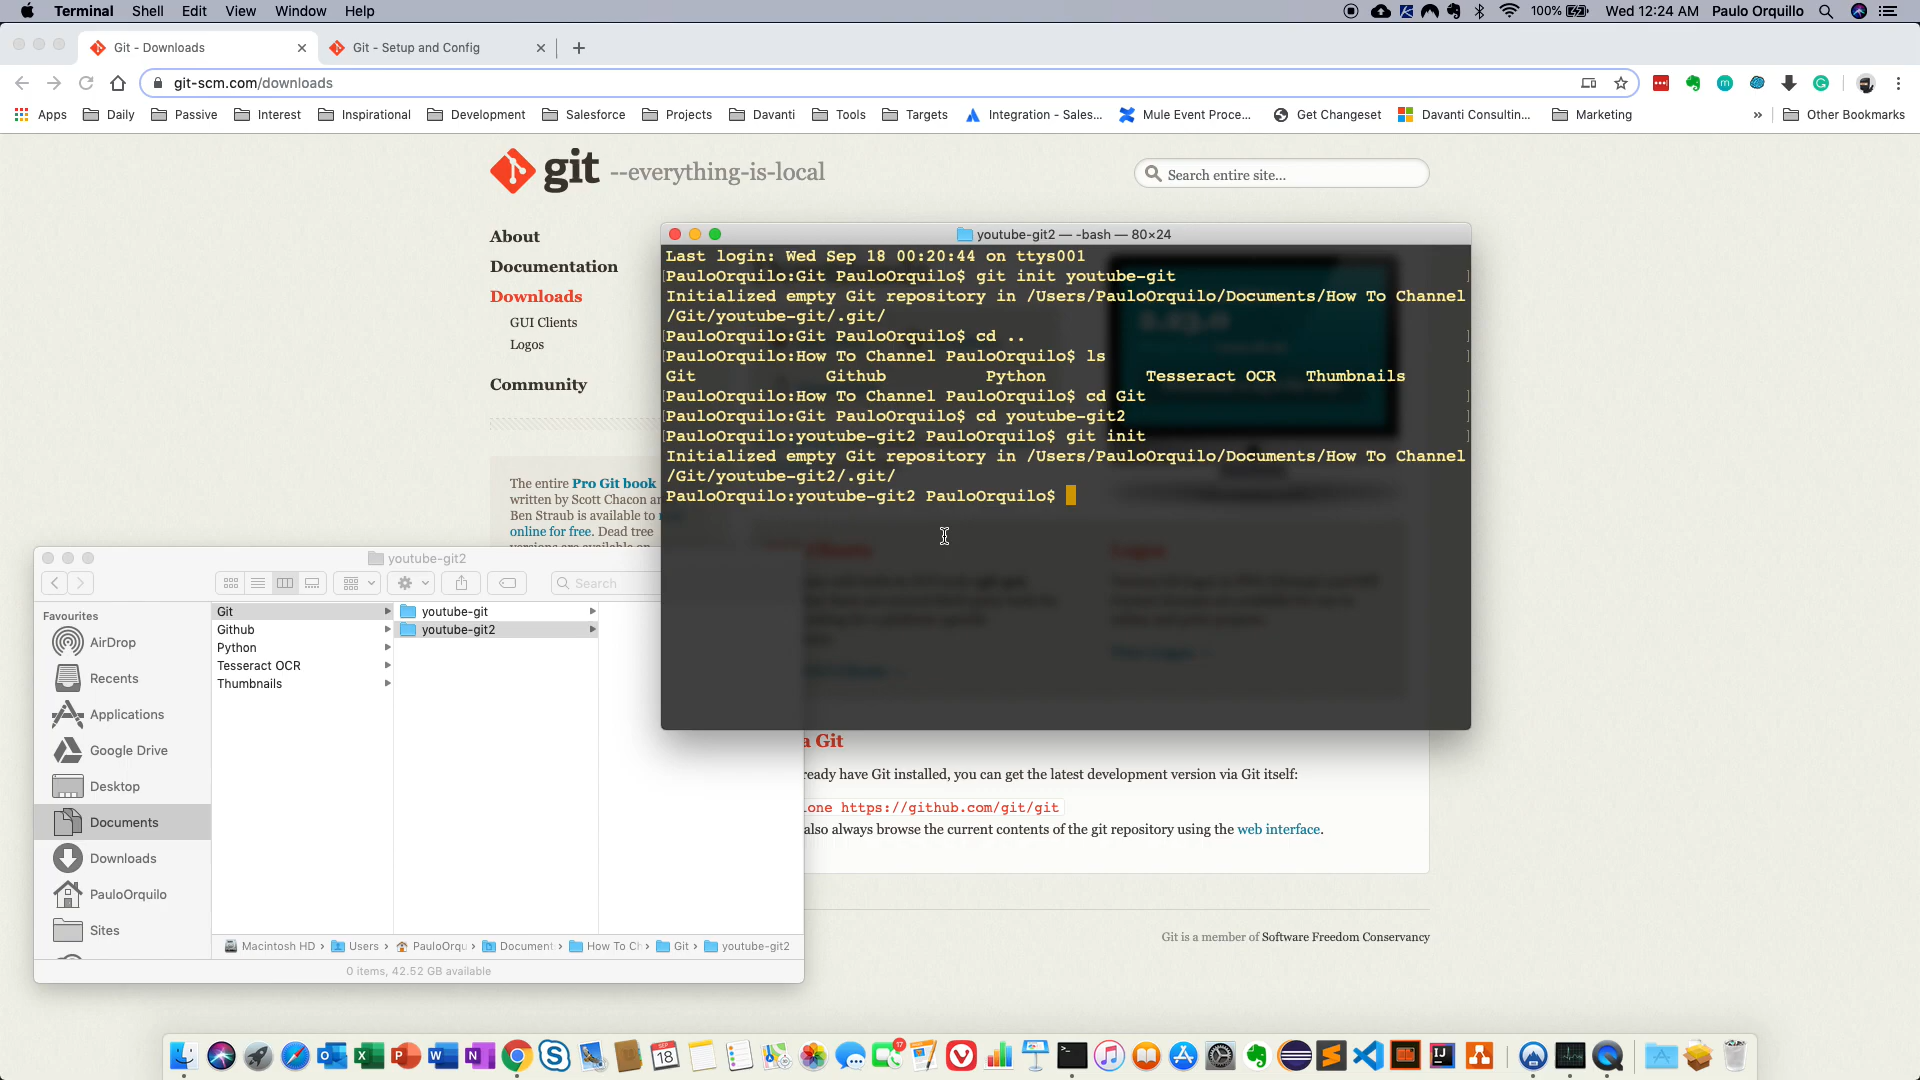 Terminal Shell Edit View Window Help
100% Wed 12:24 AM Paulo Orquillo
Git - Downloads
Git - Setup and Config
git-scm.com/downloads
Apps Daily Passive Interest Inspirational Development Salesforce Projects Davanti Tools Targets Integration - Sales... Mule Event Proce... Get Changeset Davanti Consultin... Marketing » Other Bookmarks
git --everything-is-local
Search entire site...
About
Documentation
Downloads
GUI Clients
Logos
Community
The entire Pro Git book
written by Scott Chacon and
Ben Straub is available to
online for free. Dead tree
youtube-git2 — -bash — 80×24
Last login: Wed Sep 18 00:20:44 on ttys001
PauloOrquilo:Git PauloOrquilo$ git init youtube-git
Initialized empty Git repository in /Users/PauloOrquilo/Documents/How To Channel
/Git/youtube-git/.git/
PauloOrquilo:Git PauloOrquilo$ cd ..
PauloOrquilo:How To Channel PauloOrquilo$ ls
Git Github Python Tesseract OCR Thumbnails
PauloOrquilo:How To Channel PauloOrquilo$ cd Git
PauloOrquilo:Git PauloOrquilo$ cd youtube-git2
PauloOrquilo:youtube-git2 PauloOrquilo$ git init
Initialized empty Git repository in /Users/PauloOrquilo/Documents/How To Channel
/Git/youtube-git2/.git/
PauloOrquilo:youtube-git2 PauloOrquilo$
youtube-git2
Search
Favourites
AirDrop
Recents
Applications
Google Drive
Desktop
Documents
Downloads
PauloOrquilo
Sites
Git
Github
Python
Tesseract OCR
Thumbnails
youtube-git
youtube-git2
Macintosh HD › Users › PauloOrqu › Document › How To Ch › Git › youtube-git2
0 items, 42.52 GB available
a Git
ready have Git installed, you can get the latest development version via Git itself:
one https://github.com/git/git
also always browse the current contents of the git repository using the web interface.
Git is a member of Software Freedom Conservancy
17
18